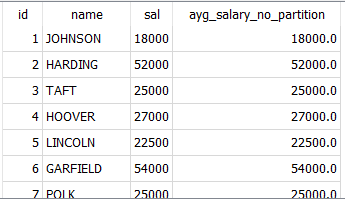 id name sal ayg_salary_no_partition
1 JOHNSON 18000 18000.0
2 HARDING 52000 52000.0
3 TAFT 25000 25000.0
4 HOOVER 27000 27000.0
5 LINCOLN 22500 22500.0
6 GARFIELD 54000 54000.0
7 POLK 25000 25000.0